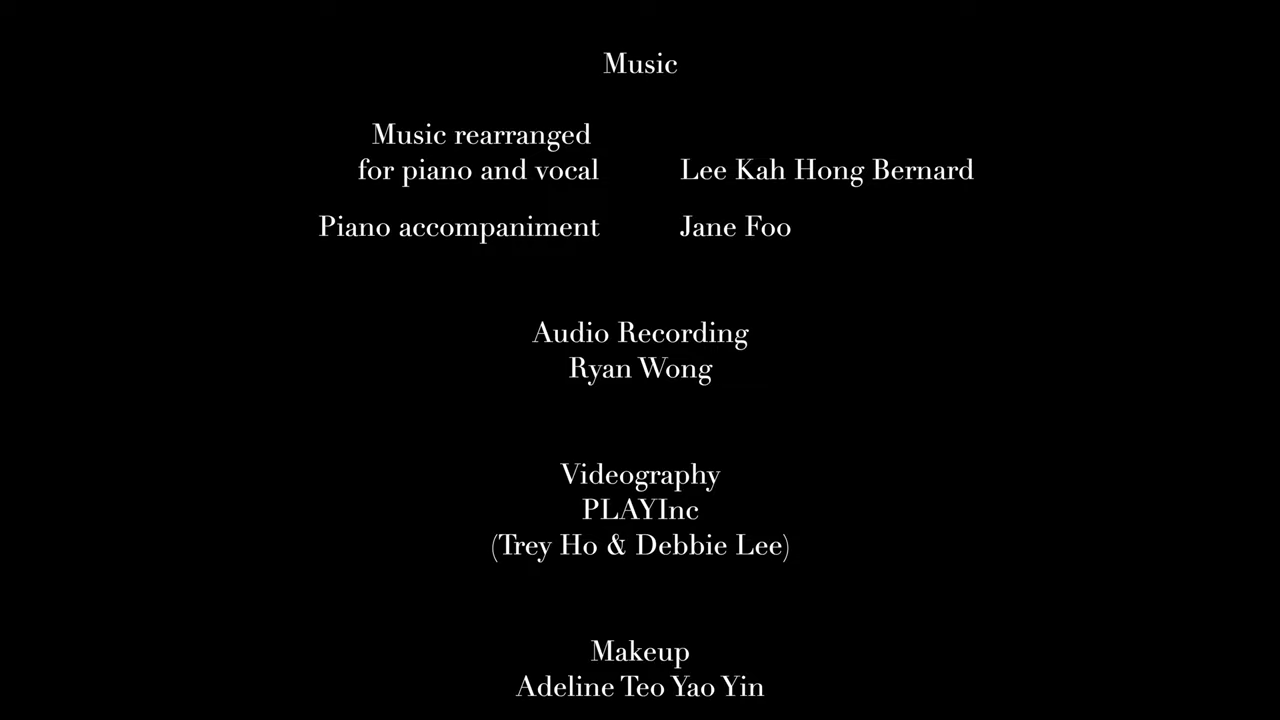 Music
Music rearranged
for piano and vocal Lee Kah Hong Bernard
Piano accompaniment Jane Foo
Audio Recording
Ryan Wong
Videography
PLAYInc
(Trey Ho & Debbie Lee)
Makeup
Adeline Teo Yao Yin